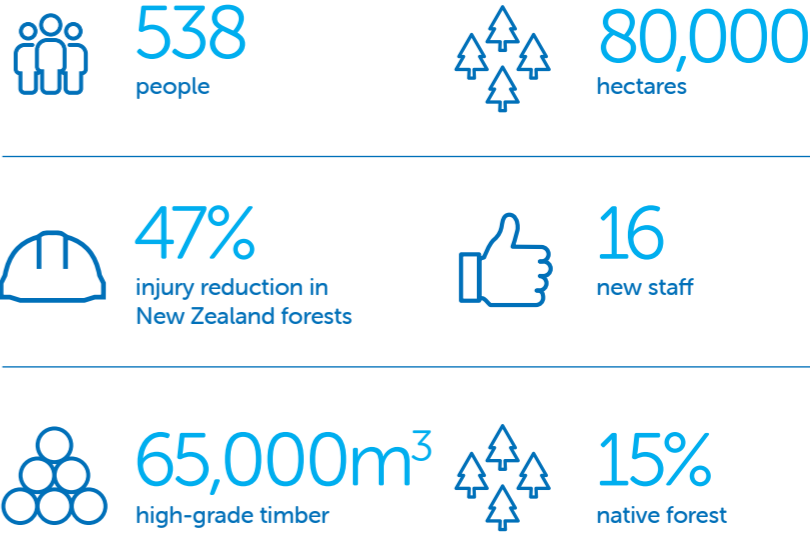 538
people
80,000
hectares
47%
injury reduction in
New Zealand forests
16
new staff
65,000m³
high-grade timber
15%
native forest